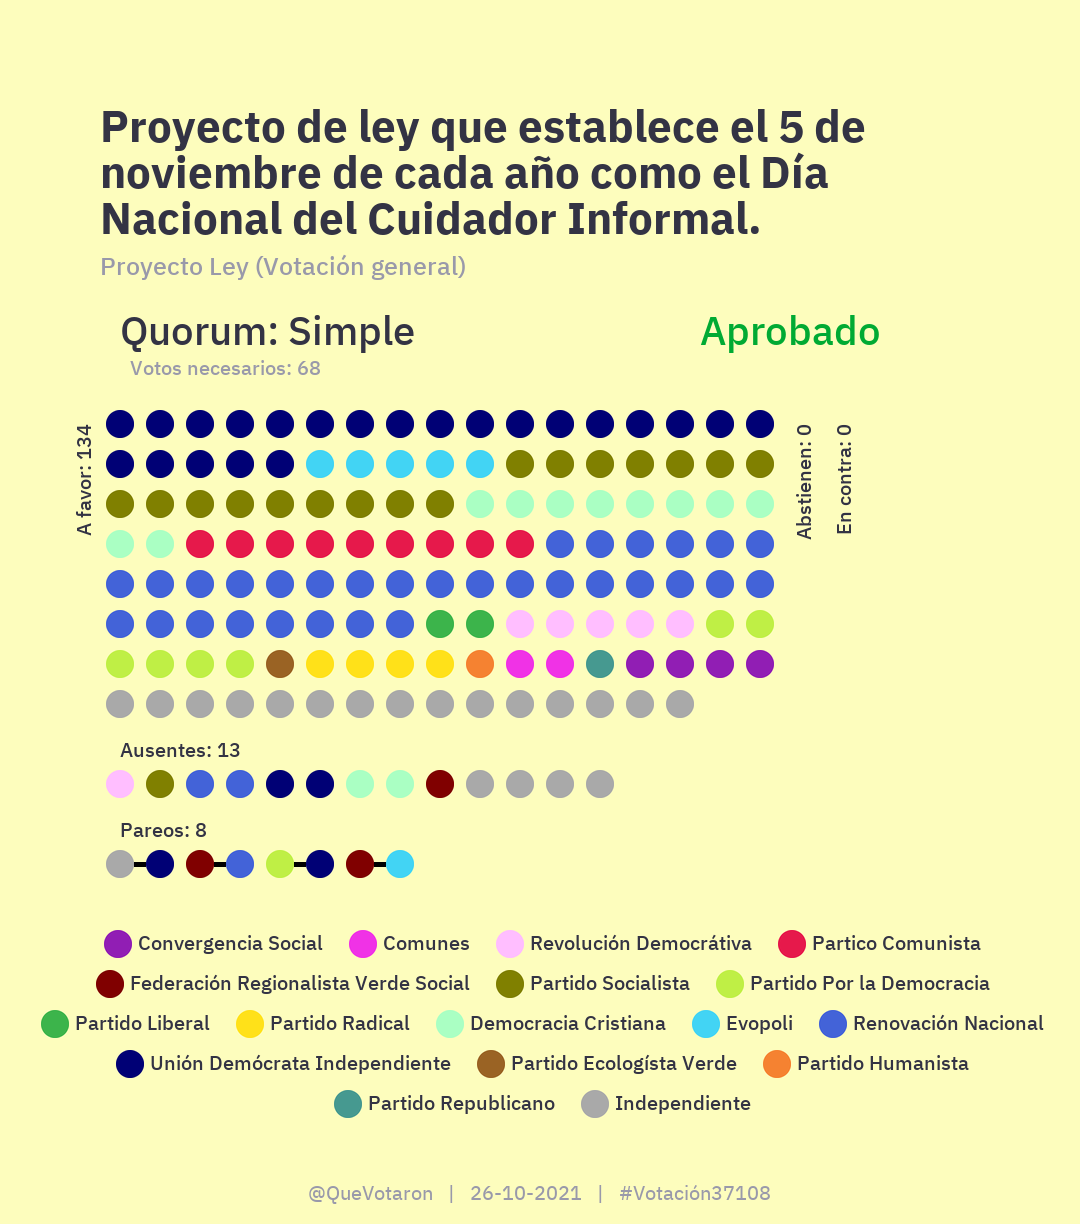 Proyecto de ley que establece el 5 de
noviembre de cada año como el Día
Nacional del Cuidador Informal.
Proyecto Ley (Votación general)
Quorum: Simple
Aprobado
Votos necesarios: 68
A favor: 134
Abstienen: 0
En contra: 0
Ausentes: 13
Pareos: 8
Convergencia Social
Comunes
Revolución Democrátiva
Partico Comunista
Federación Regionalista Verde Social
Partido Socialista
Partido Por la Democracia
Partido Liberal
Partido Radical
Democracia Cristiana
Evopoli
Renovación Nacional
Unión Demócrata Independiente
Partido Ecologísta Verde
Partido Humanista
Partido Republicano
Independiente
@QueVotaron | 26-10-2021 | #Votación37108